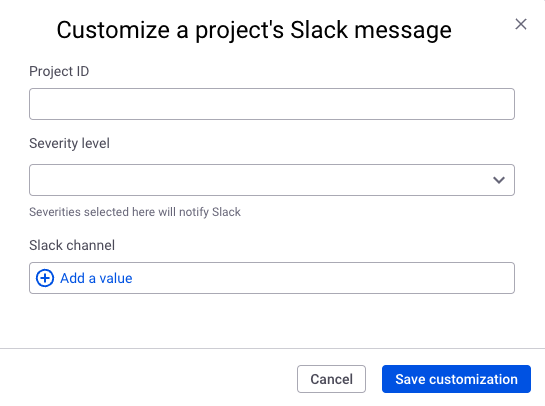 Customize a project's Slack message
Project ID
Severity level
Severities selected here will notify Slack
Slack channel
Add a value
Cancel
Save customization